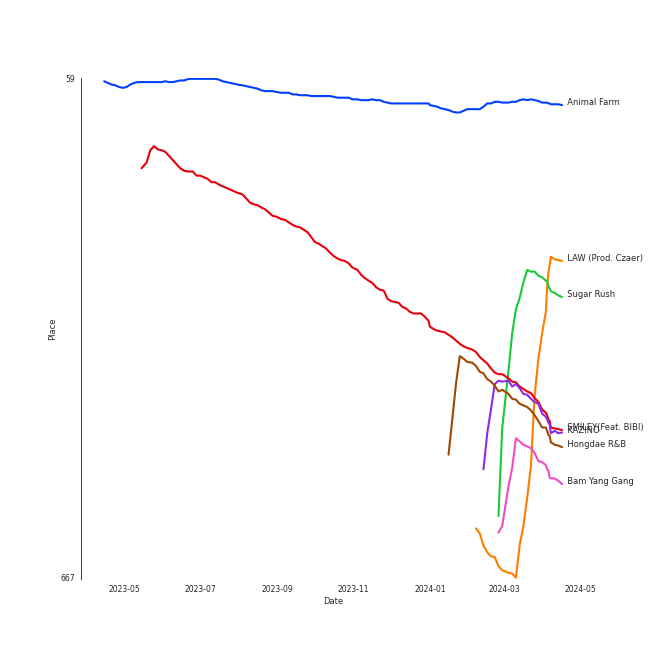 59
Animal Farm
LAW (Prod. Czaer)
Sugar Rush
Place
SMILEY(Feat. BIBI)
KAZINO
Hongdae R&B
Bam Yang Gang
667
2023-05
2023-07
2023-09
2023-11
2024-01
2024-03
2024-05
Date